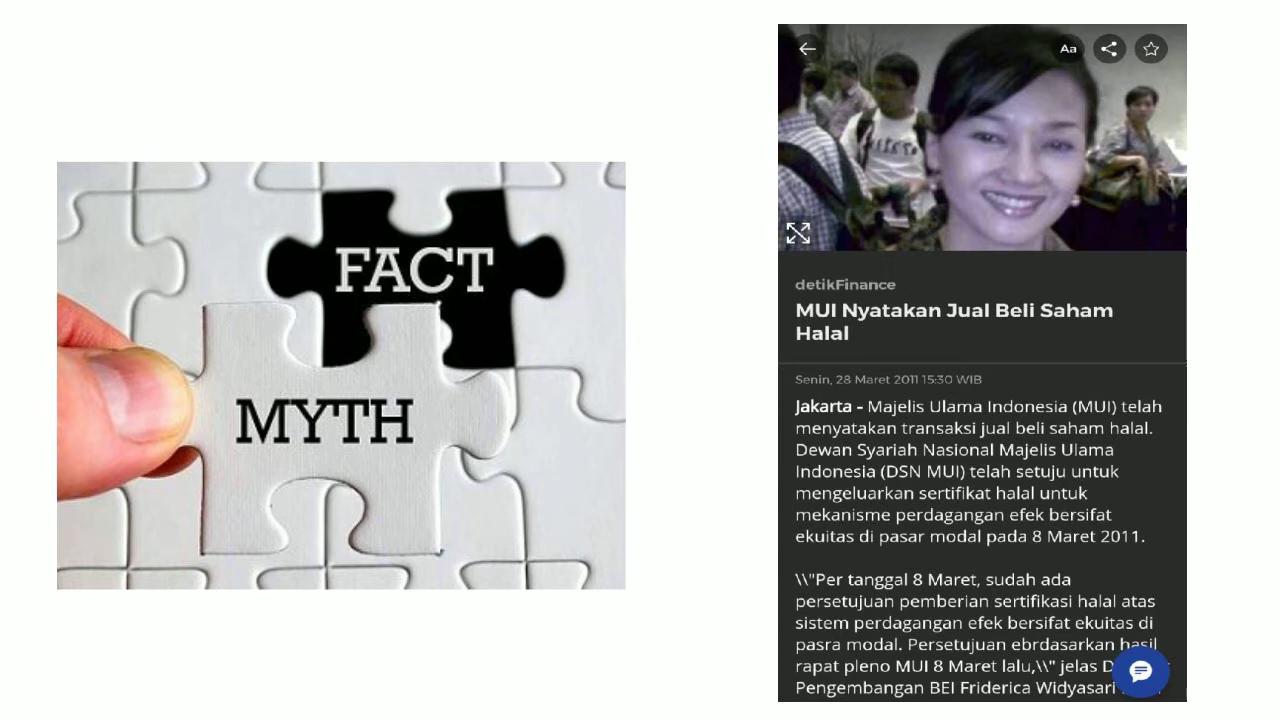 FACT
MYTH
Aa
detikFinance
MUI Nyatakan Jual Beli Saham
Halal
Senin, 28 Maret 2011 15:30 WIB
Jakarta - Majelis Ulama Indonesia (MUI) telah
menyatakan transaksi jual beli saham halal.
Dewan Syariah Nasional Majelis Ulama
Indonesia (DSN MUI) telah setuju untuk
mengeluarkan sertifikat halal untuk
mekanisme perdagangan efek bersifat
ekuitas di pasar modal pada 8 Maret 2011.
\\"Per tanggal 8 Maret, sudah ada
persetujuan pemberian sertifikasi halal atas
sistem perdagangan efek bersifat ekuitas di
pasra modal. Persetujuan ebrdasarkan hasil
rapat pleno MUI 8 Maret lalu,\\" jelas
Pengembangan BEI Friderica Widyasari